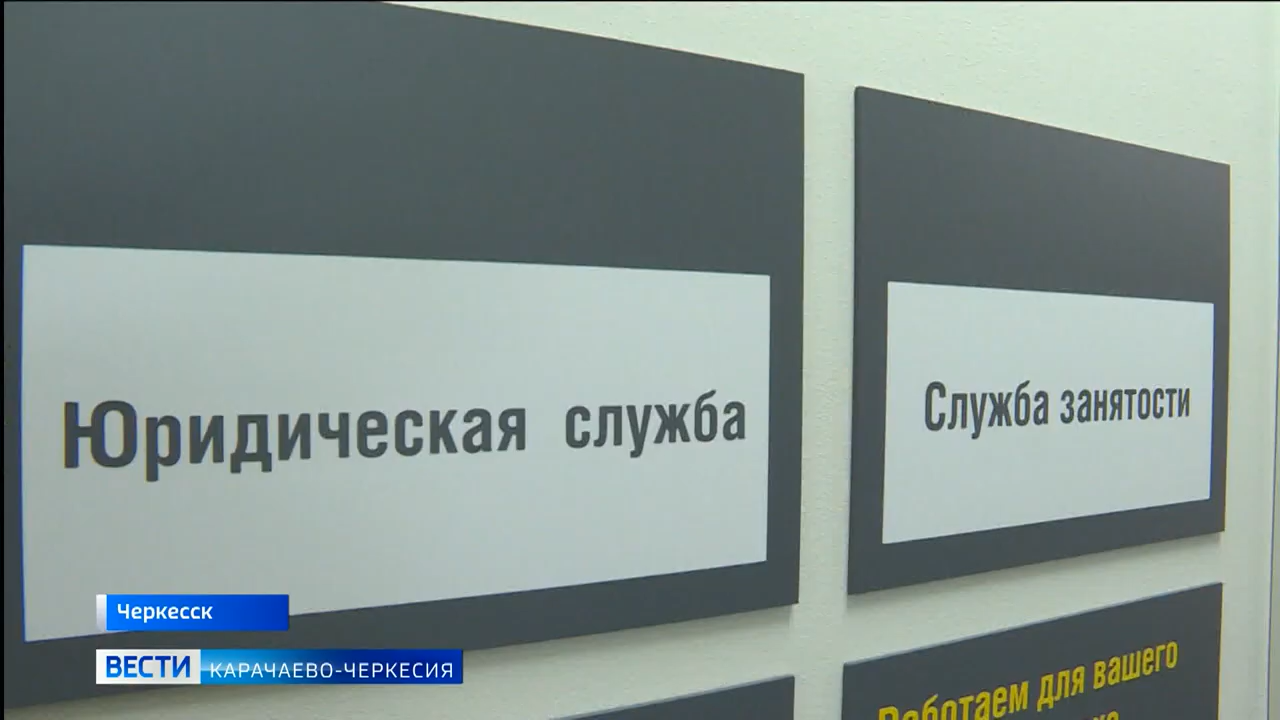 Юридическая служба
Служба занятости
Работаем для вашего
Черкесск
ВЕСТИ КАРАЧАЕВО-ЧЕРКЕСИЯ